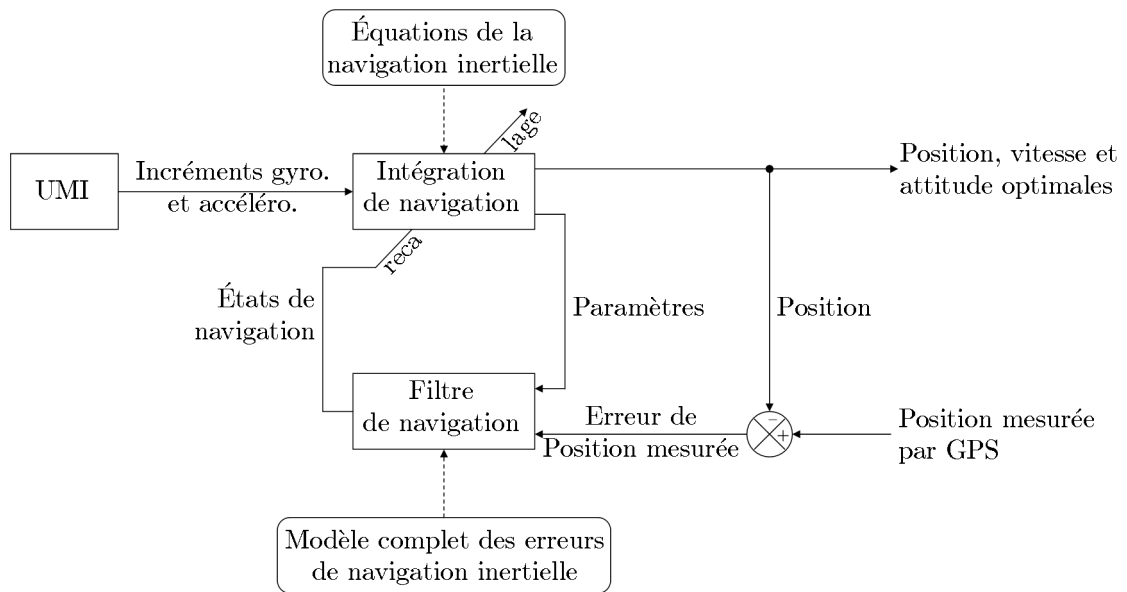 Équations de la
navigation inertielle
lage
UMI
Incréments gyro.
et accéléro.
Intégration
de navigation
Position, vitesse et
attitude optimales
reca
États de
navigation
Paramètres
Position
Filtre
de navigation
Erreur de
Position mesurée
−
+
Position mesurée
par GPS
Modèle complet des erreurs
de navigation inertielle